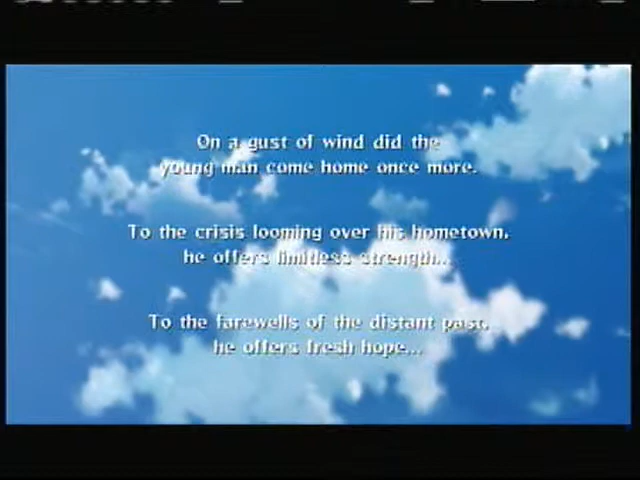 On a gust of wind did the
young man come home once more.
To the crisis looming over his hometown,
he offers limitless strength...
To the farewells of the distant past,
he offers fresh hope...